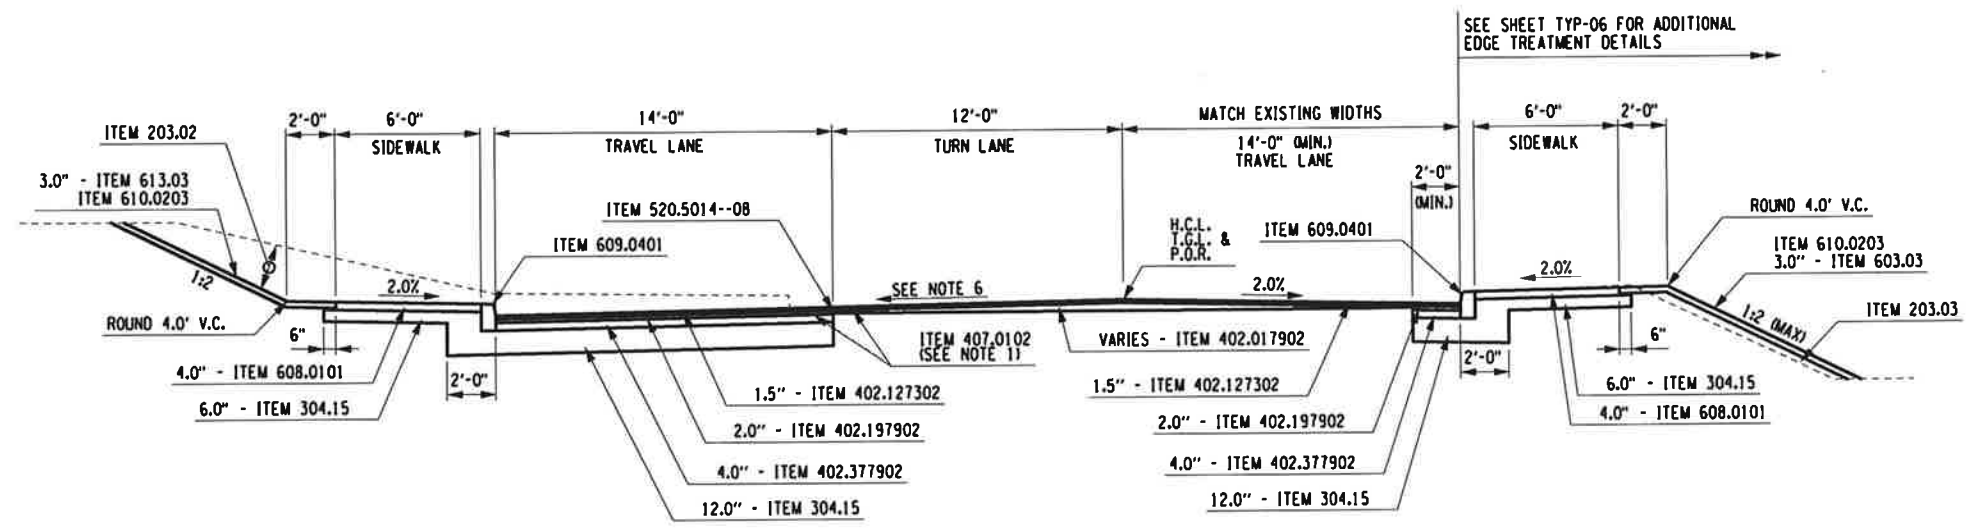 SEE SHEET TYP-06 FOR ADDITIONAL
EDGE TREATMENT DETAILS
2'-0"
6'-0"
SIDEWALK
14'-0"
TRAVEL LANE
12'-0"
TURN LANE
MATCH EXISTING WIDTHS
14'-0" (MIN.)
TRAVEL LANE
6'-0"
SIDEWALK
2'-0"
ITEM 203.02
3.0" - ITEM 613.03
ITEM 610.0203
ITEM 520.5014--08
ITEM 609.0401
H.C.L.
T.G.L. &
P.O.R.
2'-0"
(MIN.)
ITEM 609.0401
ROUND 4.0' V.C.
ITEM 610.0203
3.0" - ITEM 603.03
1:2
2.0%
SEE NOTE 6
2.0%
2.0%
1:2 (MAX)
ITEM 203.03
ROUND 4.0' V.C.
6"
ITEM 407.0102
(SEE NOTE 1)
VARIES - ITEM 402.017902
6"
4.0" - ITEM 608.0101
2'-0"
1.5" - ITEM 402.127302
1.5" - ITEM 402.127302
2'-0"
6.0" - ITEM 304.15
6.0" - ITEM 304.15
2.0" - ITEM 402.197902
2.0" - ITEM 402.197902
4.0" - ITEM 608.0101
4.0" - ITEM 402.377902
4.0" - ITEM 402.377902
12.0" - ITEM 304.15
12.0" - ITEM 304.15